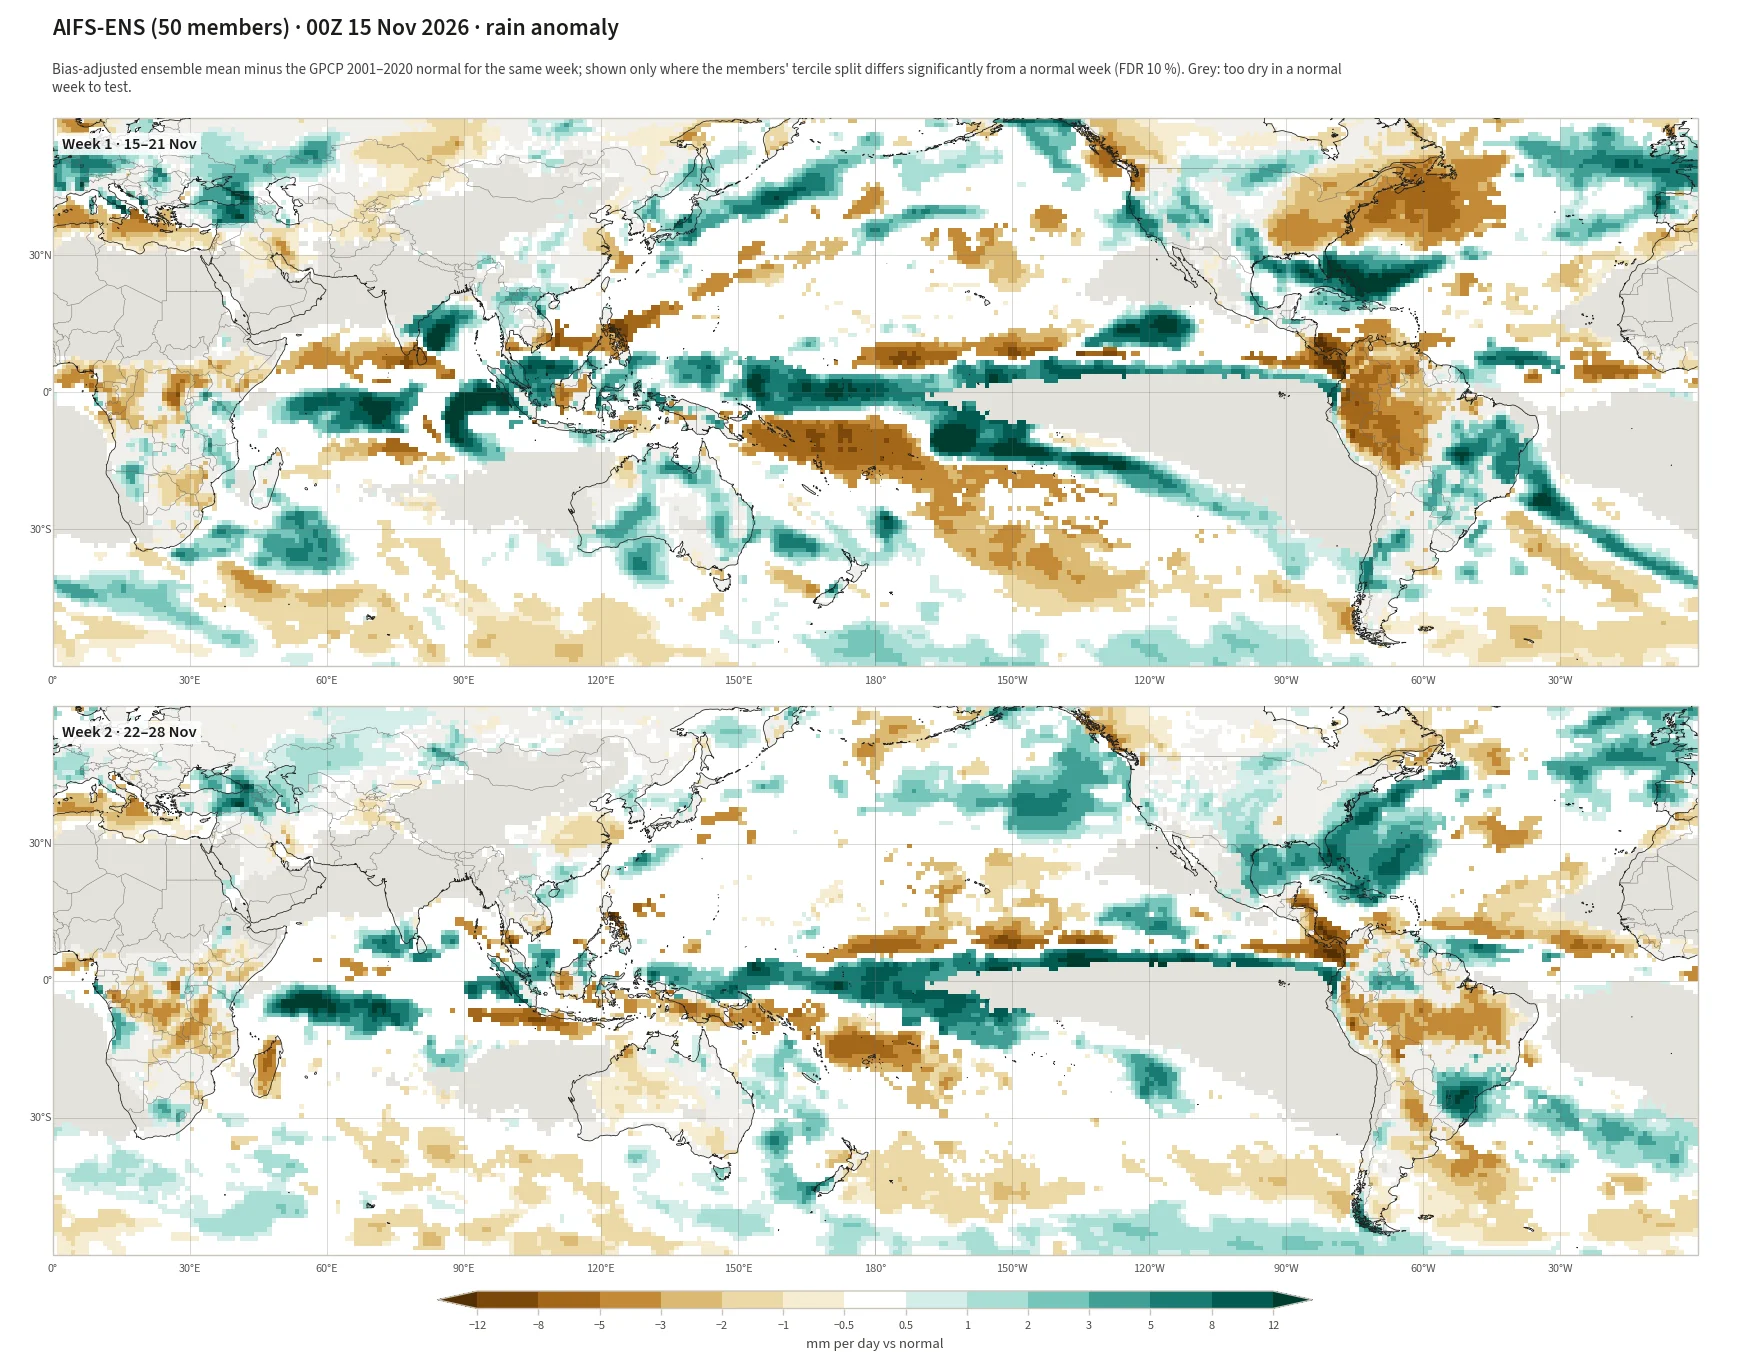 AIFS-ENS (50 members) · 00Z 15 Nov 2026 · rain anomaly
Bias-adjusted ensemble mean minus the GPCP 2001–2020 normal for the same week; shown only where the members' tercile split differs significantly from a normal week (FDR 10 %). Grey: too dry in a normal
week to test.
Week 1 · 15–21 Nov
30°N
0°
30°S
0° 30°E 60°E 90°E 120°E 150°E 180° 150°W 120°W 90°W 60°W 30°W
Week 2 · 22–28 Nov
30°N
0°
30°S
0° 30°E 60°E 90°E 120°E 150°E 180° 150°W 120°W 90°W 60°W 30°W
−12 −8 −5 −3 −2 −1 −0.5 0.5 1 2 3 5 8 12
mm per day vs normal